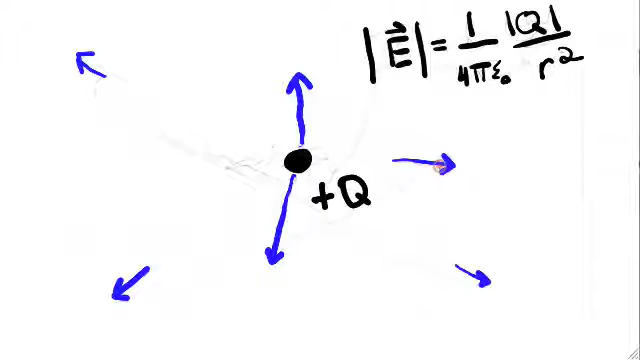 |E⃗| = 1/4πε₀ |Q|/r²
+Q